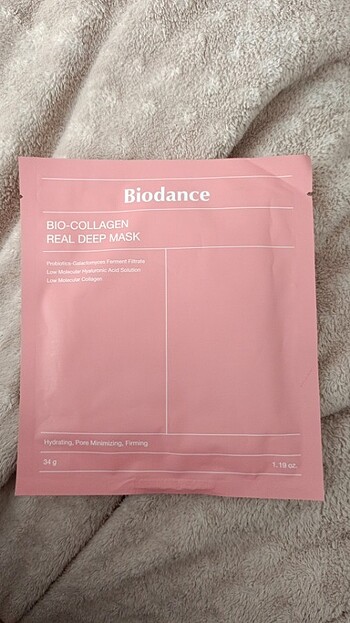 Biodance
BIO-COLLAGEN
REAL DEEP MASK
Probiotics-Galactomyces Ferment Filtrate
Low Molecular Hyaluronic Acid Solution
Low Molecular Collagen
Hydrating, Pore Minimizing, Firming
34 g
1.19 oz.